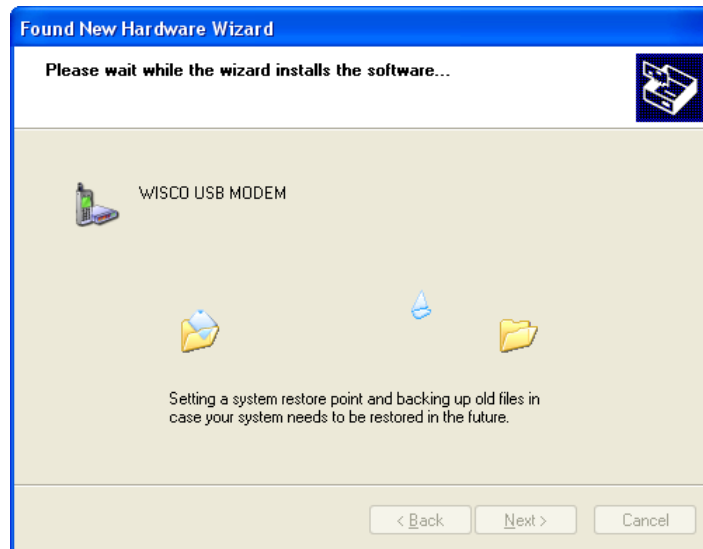 Found New Hardware Wizard
Please wait while the wizard installs the software...
WISCO USB MODEM
Setting a system restore point and backing up old files in
case your system needs to be restored in the future.
< Back Next > Cancel